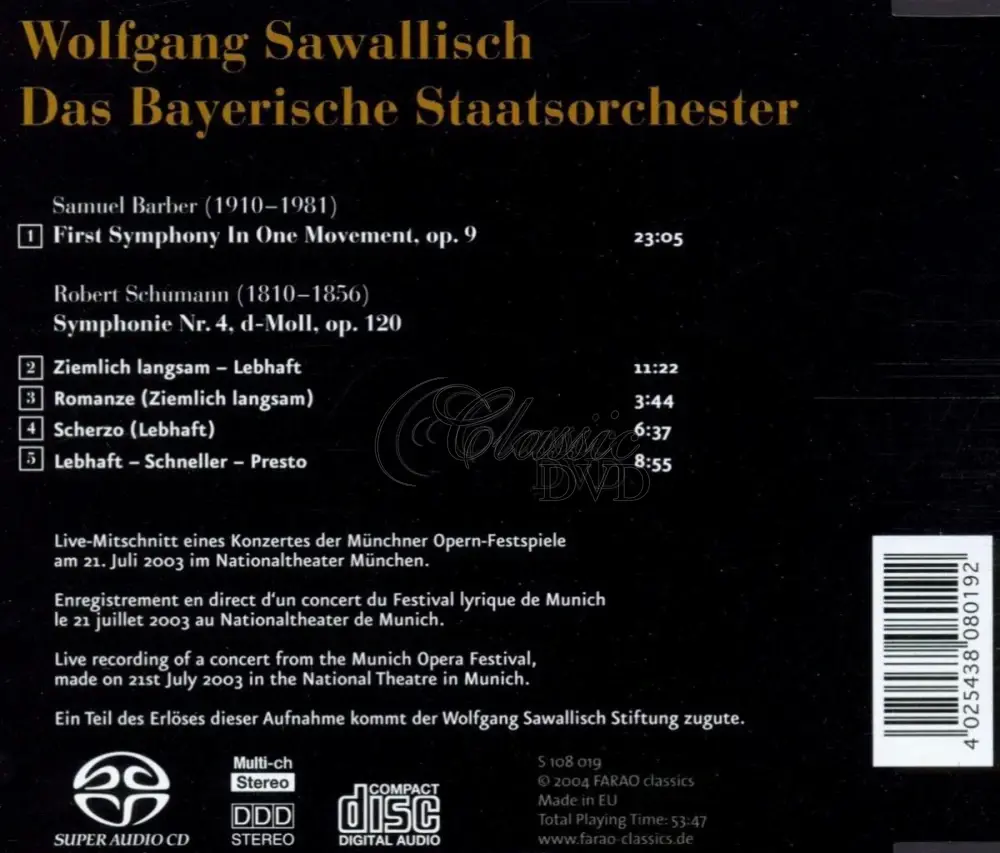 Wolfgang Sawallisch
Das Bayerische Staatsorchester
Samuel Barber (1910–1981)
1 First Symphony In One Movement, op. 9 23:05
Robert Schumann (1810–1856)
Symphonie Nr. 4, d-Moll, op. 120
2 Ziemlich langsam – Lebhaft 11:22
3 Romanze (Ziemlich langsam) 3:44
4 Scherzo (Lebhaft) 6:37
5 Lebhaft – Schneller – Presto 8:55
Classic
DVD
Live-Mitschnitt eines Konzertes der Münchner Opern-Festspiele
am 21. Juli 2003 im Nationaltheater München.
Enregistrement en direct d'un concert du Festival lyrique de Munich
le 21 juillet 2003 au Nationaltheater de Munich.
Live recording of a concert from the Munich Opera Festival,
made on 21st July 2003 in the National Theatre in Munich.
Ein Teil des Erlöses dieser Aufnahme kommt der Wolfgang Sawallisch Stiftung zugute.
4 025438 080192
SUPER AUDIO CD
Multi-ch
Stereo
DDD
STEREO
COMPACT
disc
DIGITAL AUDIO
S 108 019
© 2004 FARAO classics
Made in EU
Total Playing Time: 53:47
www.farao-classics.de